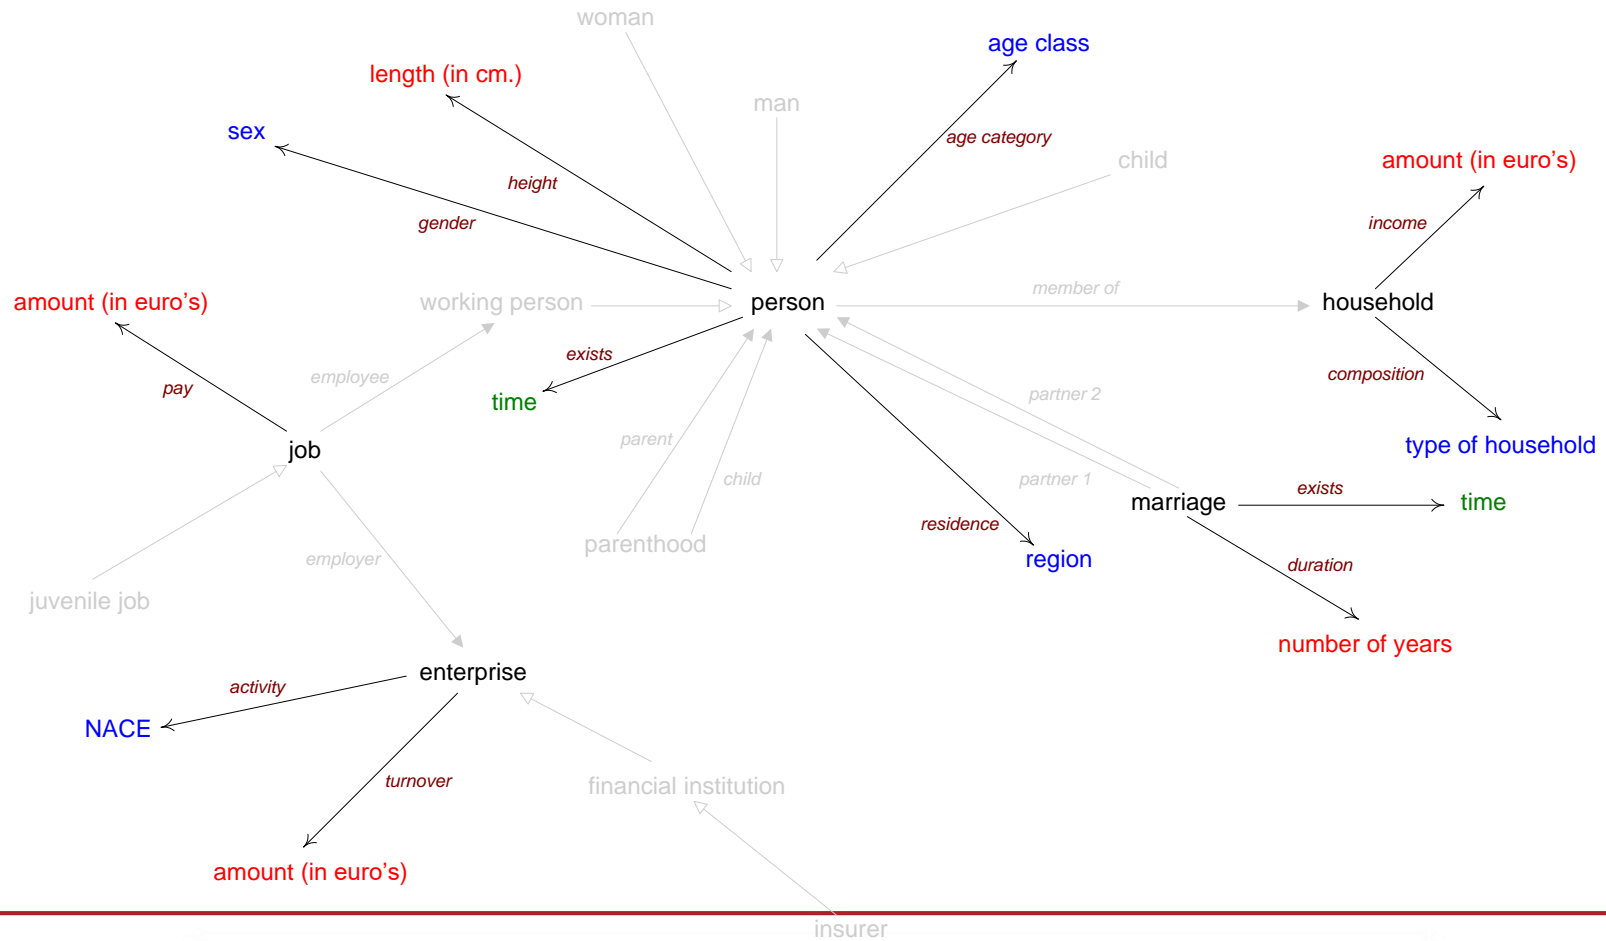 woman
age class
length (in cm.)
man
sex
age category
child
amount (in euro's)
height
gender
income
member of
amount (in euro's)
working person
person
household
exists
employee
composition
pay
time
partner 2
parent
type of household
job
child
partner 1
exists
marriage
time
residence
parenthood
employer
region
duration
juvenile job
number of years
enterprise
activity
NACE
turnover
financial institution
amount (in euro's)
insurer